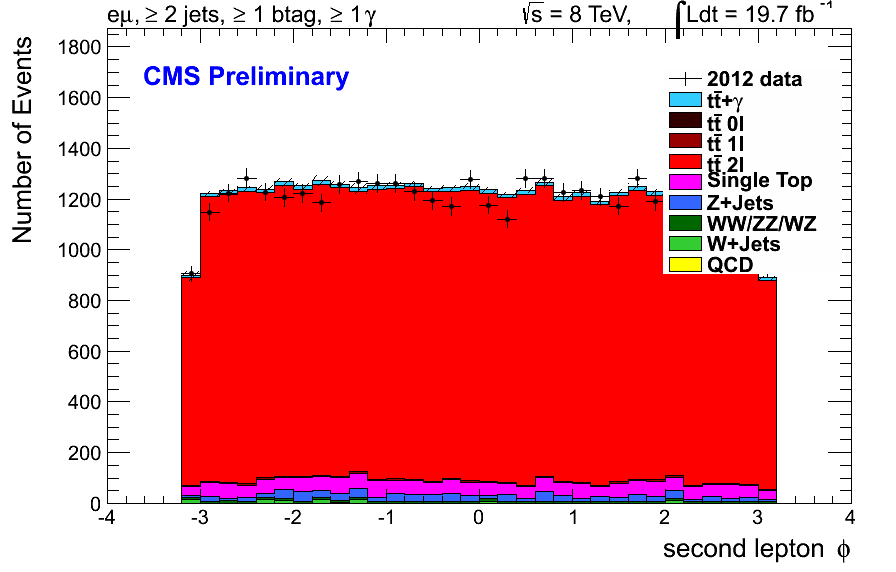 eμ, ≥ 2 jets, ≥ 1 btag, ≥ 1 γ
√s = 8 TeV, ∫Ldt = 19.7 fb⁻¹
CMS Preliminary
2012 data
tt̄+γ
tt̄ 0l
tt̄ 1l
tt̄ 2l
Single Top
Z+Jets
WW/ZZ/WZ
W+Jets
QCD
Number of Events
1800
1600
1400
1200
1000
800
600
400
200
0
-4 -3 -2 -1 0 1 2 3 4
second lepton ϕ